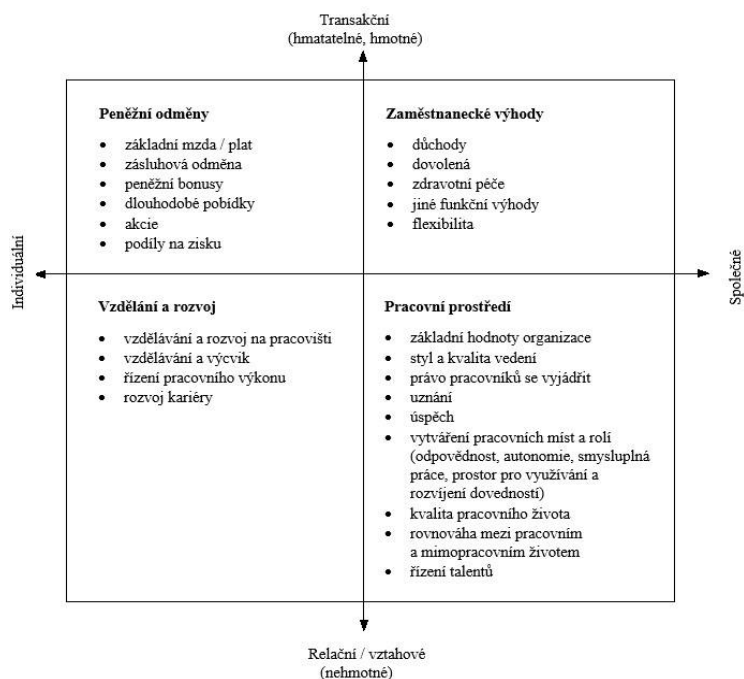 Transakční
(hmatatelné, hmotné)
Peněžní odměny
• základní mzda / plat
• zásluhová odměna
• peněžní bonusy
• dlouhodobé pobídky
• akcie
• podíly na zisku
Zaměstnanecké výhody
• důchody
• dovolená
• zdravotní péče
• jiné funkční výhody
• flexibilita
Individuální
Společné
Vzdělání a rozvoj
• vzdělávání a rozvoj na pracovišti
• vzdělávání a výcvik
• řízení pracovního výkonu
• rozvoj kariéry
Pracovní prostředí
• základní hodnoty organizace
• styl a kvalita vedení
• právo pracovníků se vyjádřit
• uznání
• úspěch
• vytváření pracovních míst a rolí
(odpovědnost, autonomie, smysluplná
práce, prostor pro využívání a
rozvíjení dovedností)
• kvalita pracovního života
• rovnováha mezi pracovním
a mimopracovním životem
• řízení talentů
Relační / vztahové
(nehmotné)